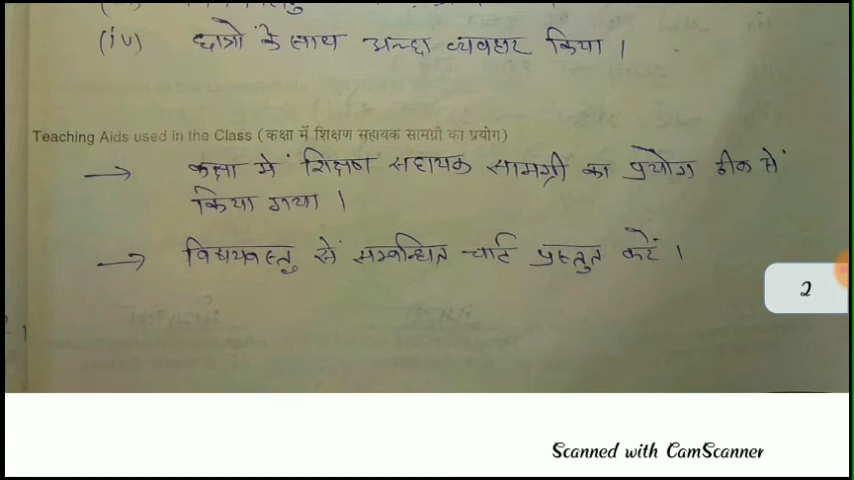 (iv) छात्रों के साथ अच्छा व्यवहार किया।
Teaching Aids used in the Class (कक्षा में शिक्षण सहायक सामग्री का प्रयोग)
→ कक्षा में शिक्षण सहायक सामग्री का प्रयोग ठीक से
किया गया।
→ विषयवस्तु से सम्बन्धित चार्ट प्रस्तुत करें।
2
Scanned with CamScanner